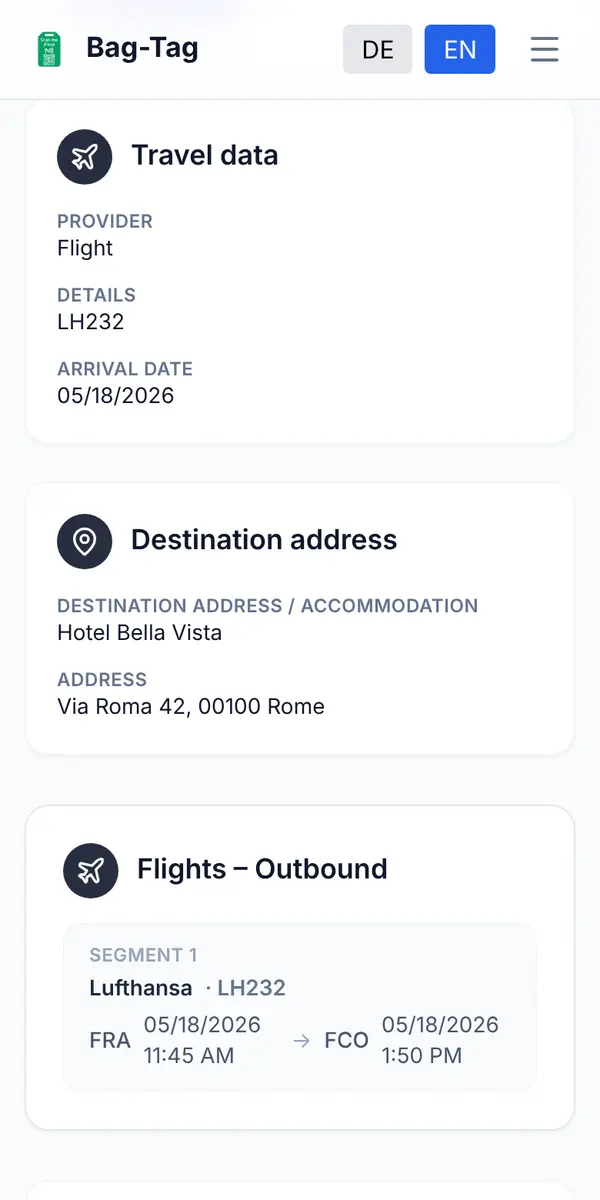 Bag-Tag DE EN
Travel data
PROVIDER
Flight
DETAILS
LH232
ARRIVAL DATE
05/18/2026
Destination address
DESTINATION ADDRESS / ACCOMMODATION
Hotel Bella Vista
ADDRESS
Via Roma 42, 00100 Rome
Flights – Outbound
SEGMENT 1
Lufthansa · LH232
FRA 05/18/2026 11:45 AM → FCO 05/18/2026 1:50 PM